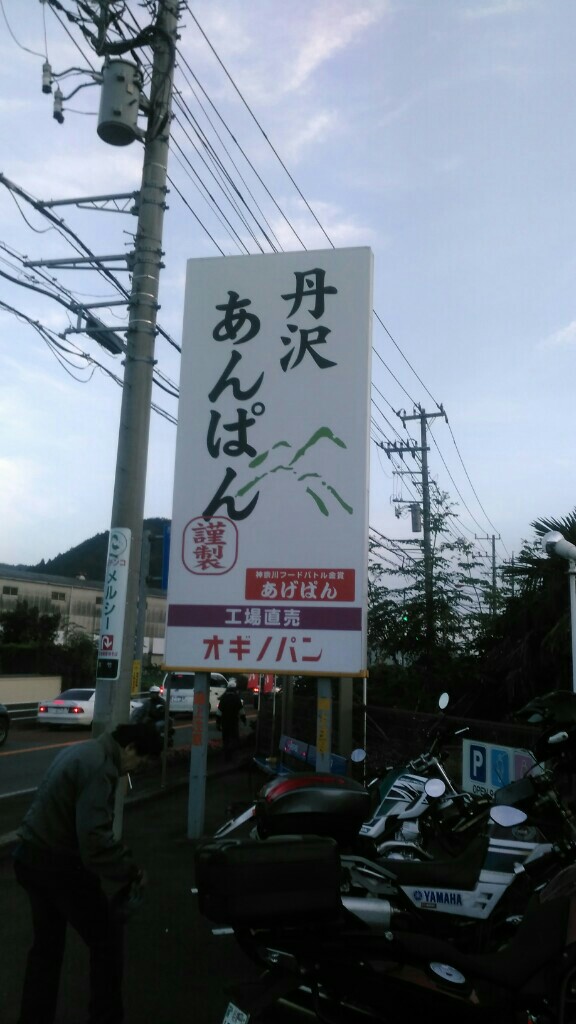 丹沢
あんぱん
謹製
神奈川フードバトル金賞
あげぱん
工場直売
オギノパン
メルシー
P
OPEN
YAMAHA